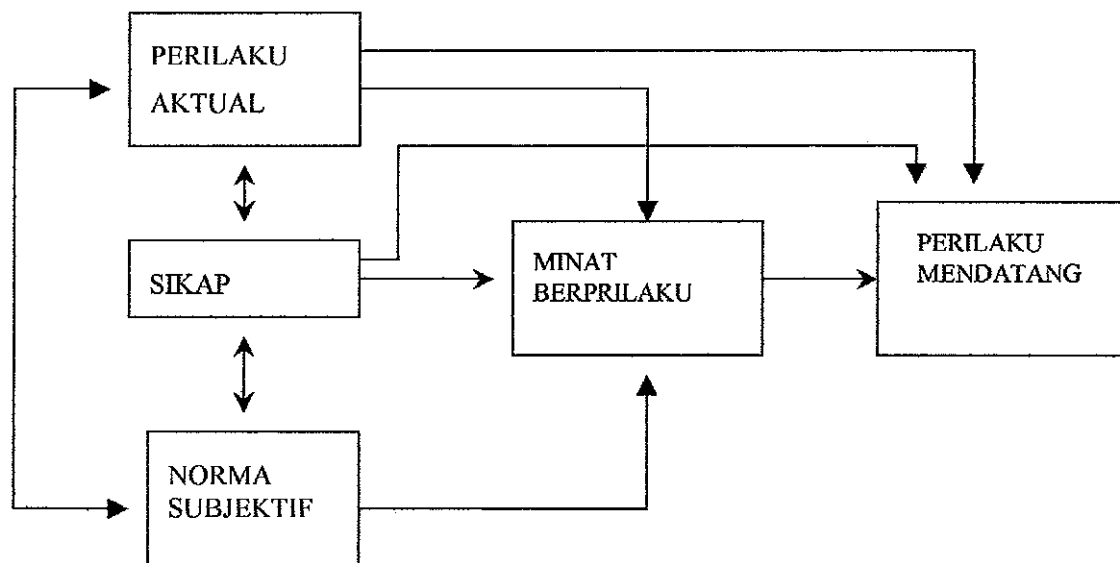 PERILAKU
AKTUAL
SIKAP
NORMA
SUBJEKTIF
MINAT
BERPRILAKU
PERILAKU
MENDATANG